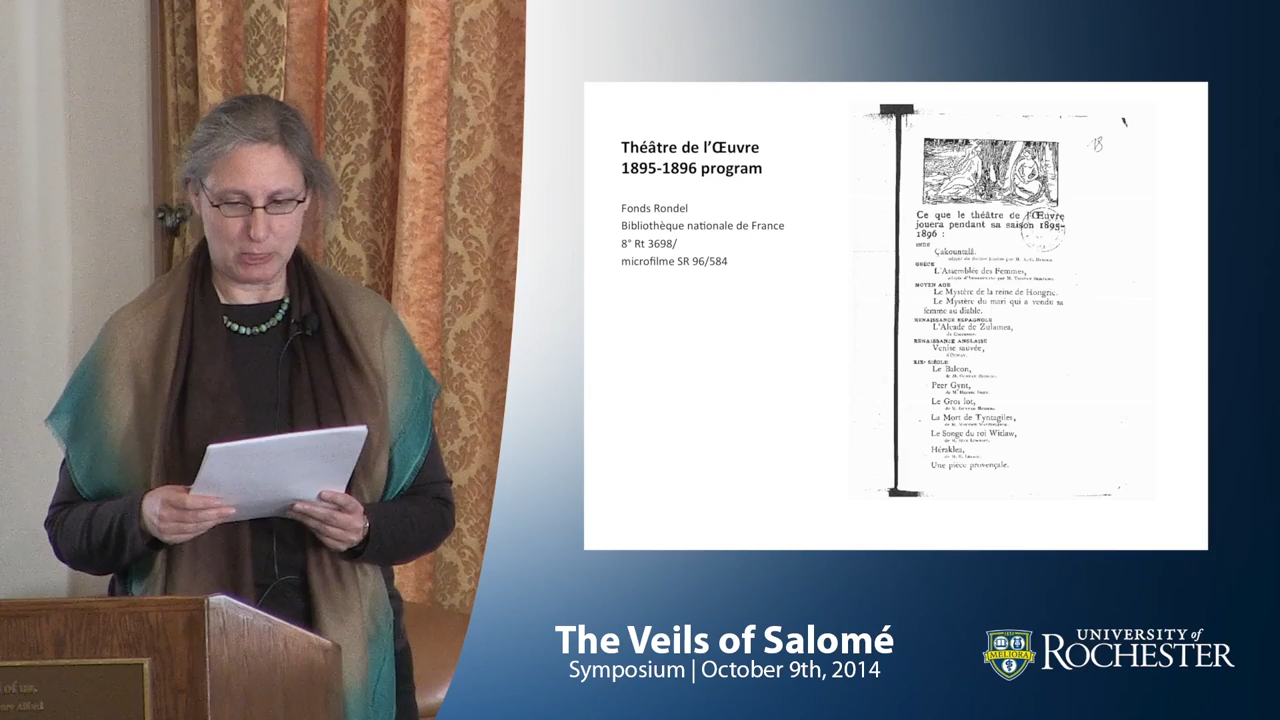 Théâtre de l'Œuvre
1895-1896 program
Fonds Rondel
Bibliothèque nationale de France
8° Rt 3698/
microfilme SR 96/584
Ce que le théâtre de l'Œuvre
jouera pendant sa saison 1895-
1896 :
INDE
Çakountalâ.
GRÈCE
L'Assemblée des Femmes,
MOYEN AGE
Le Mystère de la reine de Hongrie.
Le Mystère du mari qui a vendu sa
femme au diable.
RENAISSANCE ESPAGNOLE
L'Alcade de Zulamea,
RENAISSANCE ANGLAISE
Venise sauvée,
XIXe SIÈCLE
Le Balcon,
Peer Gynt,
Le Gros lot,
La Mort de Tyntagiles,
Le Songe du roi Witlaw,
Héraklea,
Une pièce provençale.
The Veils of Salomé
Symposium | October 9th, 2014
MELIORA
UNIVERSITY of
ROCHESTER
of us.